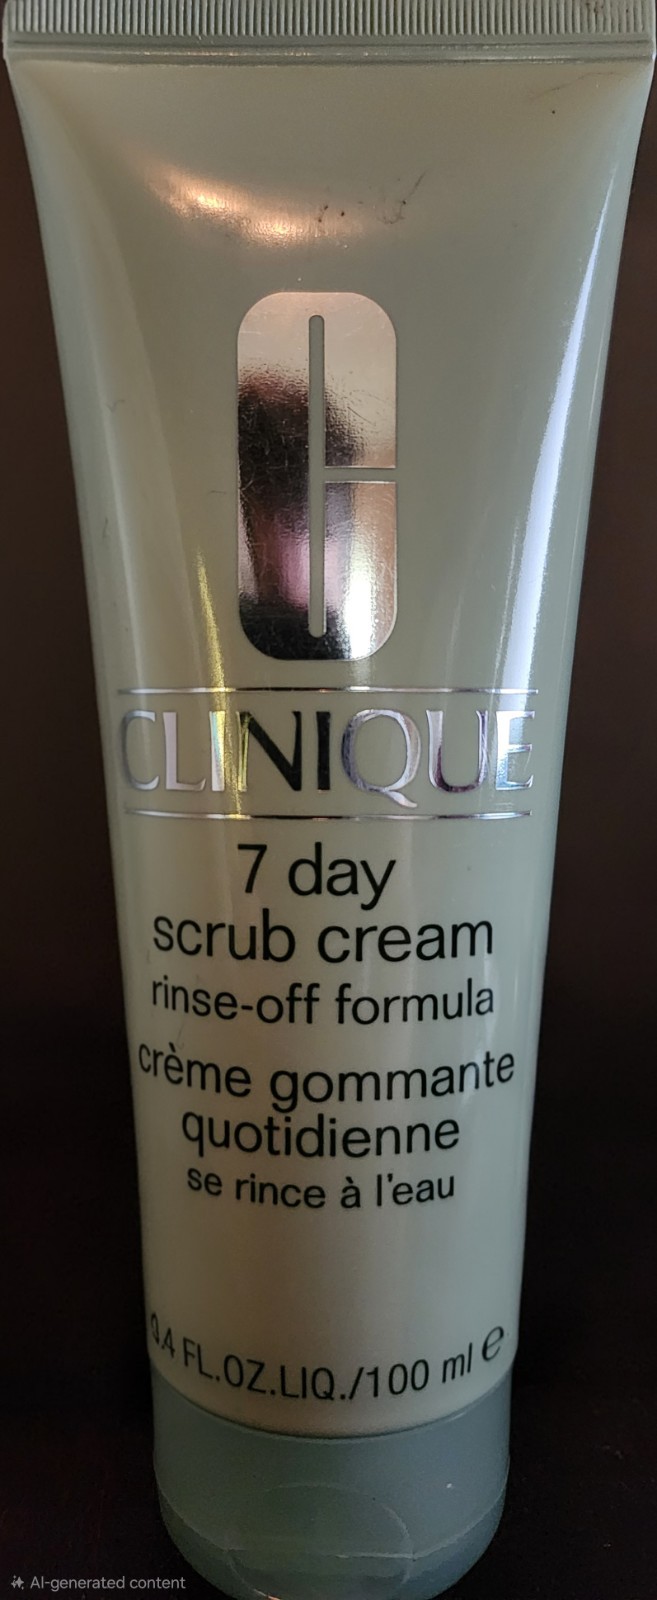 C
CLINIQUE
7 day
scrub cream
rinse-off formula
crème gommante
quotidienne
se rince à l'eau
FL.OZ.LIQ./100 ml e
AI-generated content